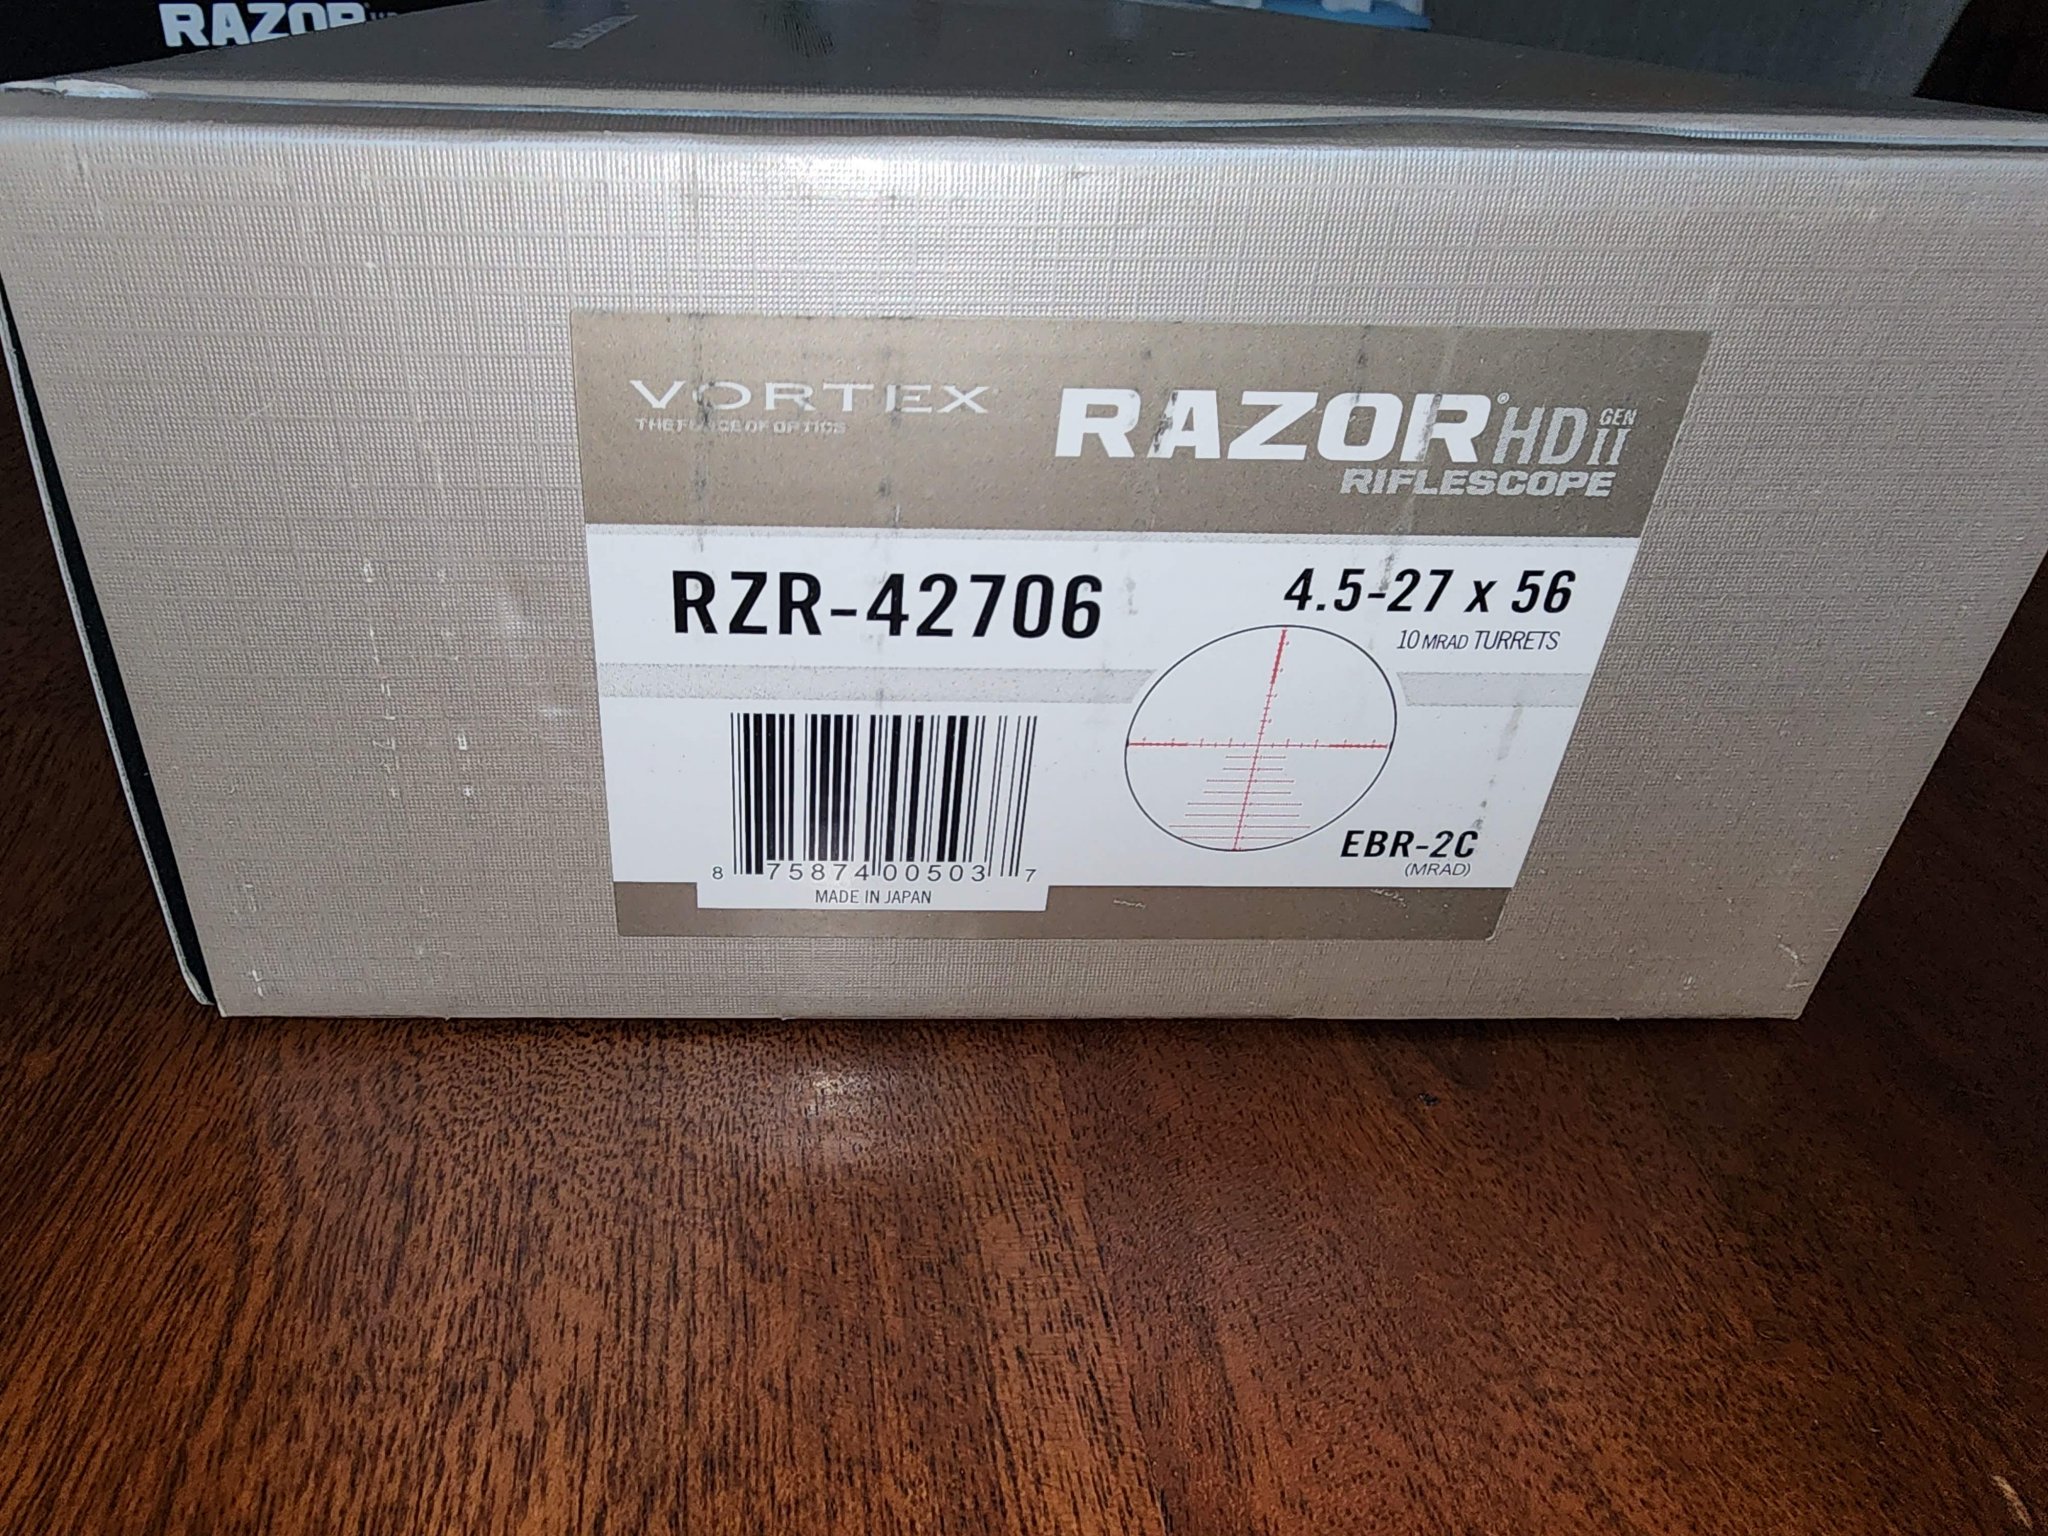 RAZOR
VORTEX
THE FORCE OF OPTICS
RAZOR® HD GEN II
RIFLESCOPE
RZR-42706
4.5-27 x 56
10 MRAD TURRETS
EBR-2C
(MRAD)
8 75874 00503 7
MADE IN JAPAN